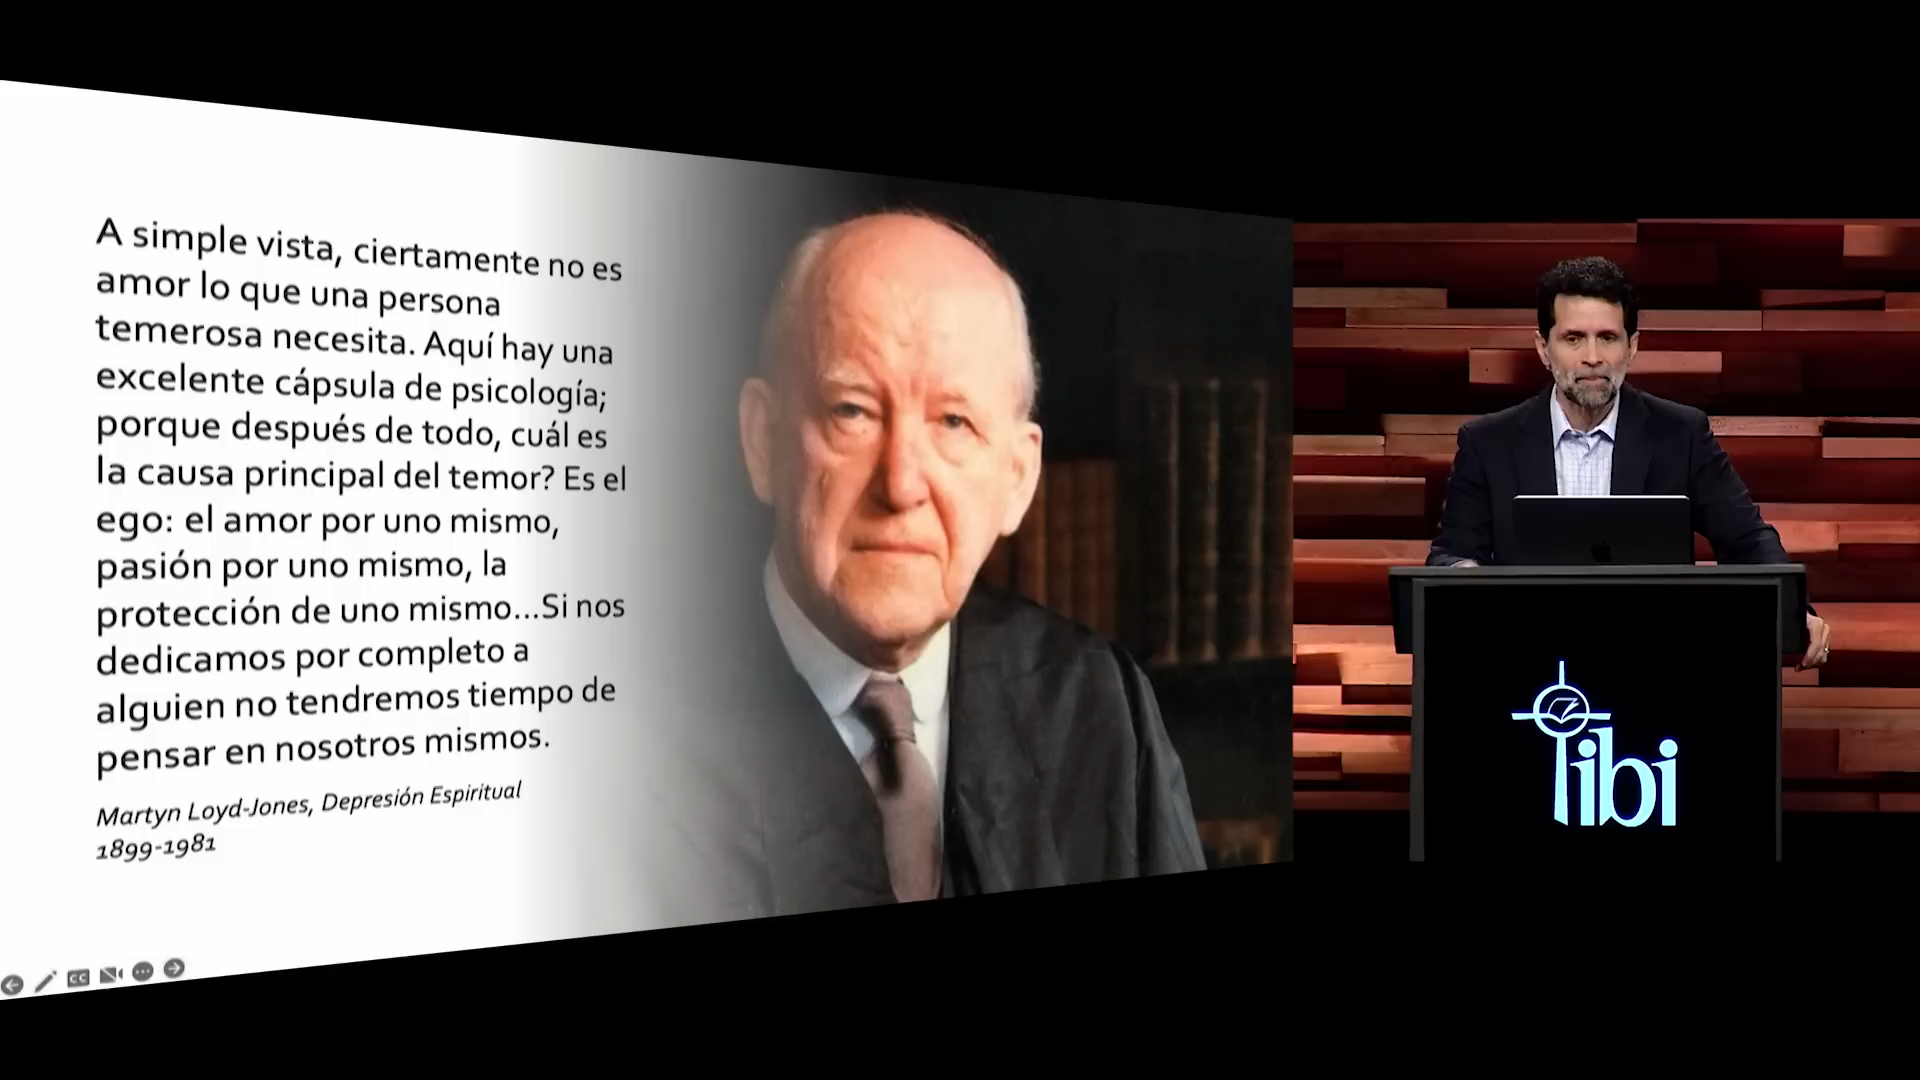 A simple vista, ciertamente no es
amor lo que una persona
temerosa necesita. Aquí hay una
excelente cápsula de psicología;
porque después de todo, cuál es
la causa principal del temor? Es el
ego: el amor por uno mismo,
pasión por uno mismo, la
protección de uno mismo...Si nos
dedicamos por completo a
alguien no tendremos tiempo de
pensar en nosotros mismos.
Martyn Loyd-Jones, Depresión Espiritual
1899-1981
CC
ibi